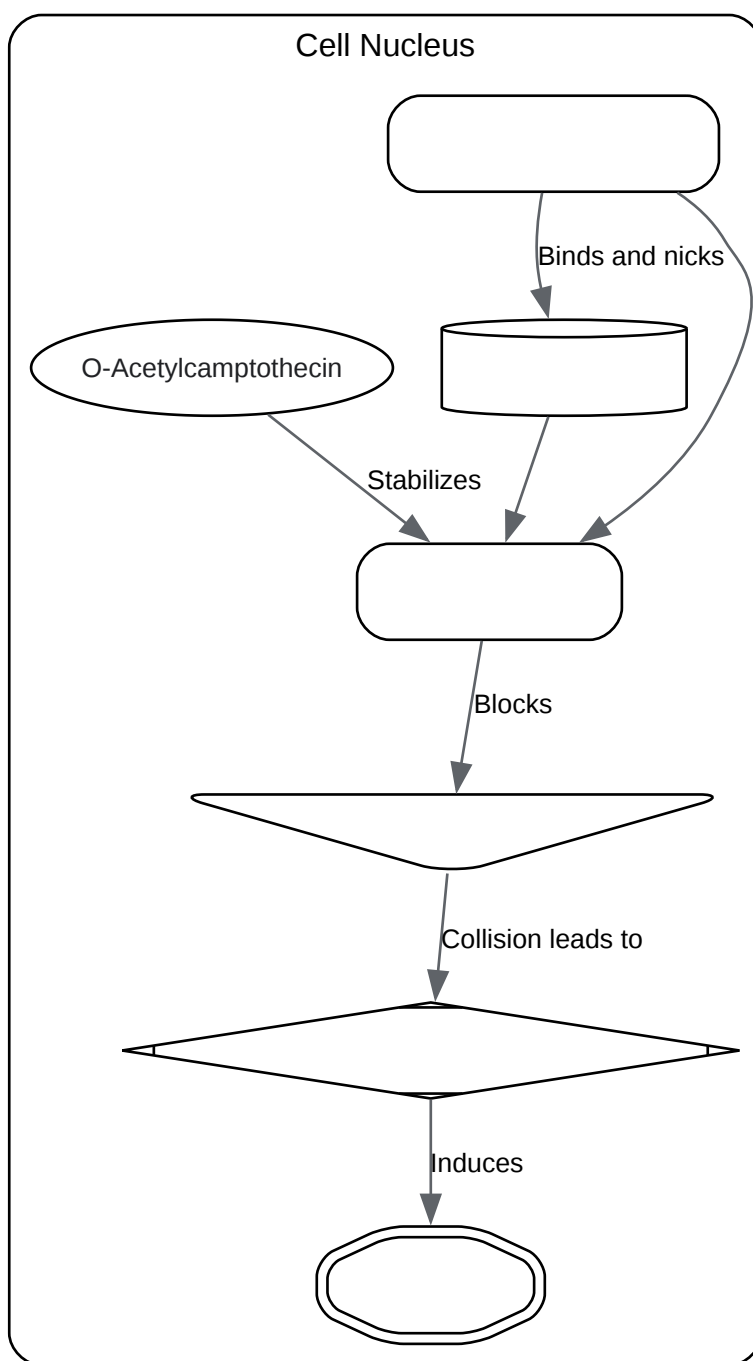 Cell Nucleus
Binds and nicks
O-Acetylcamptothecin
Stabilizes
Blocks
Collision leads to
Induces